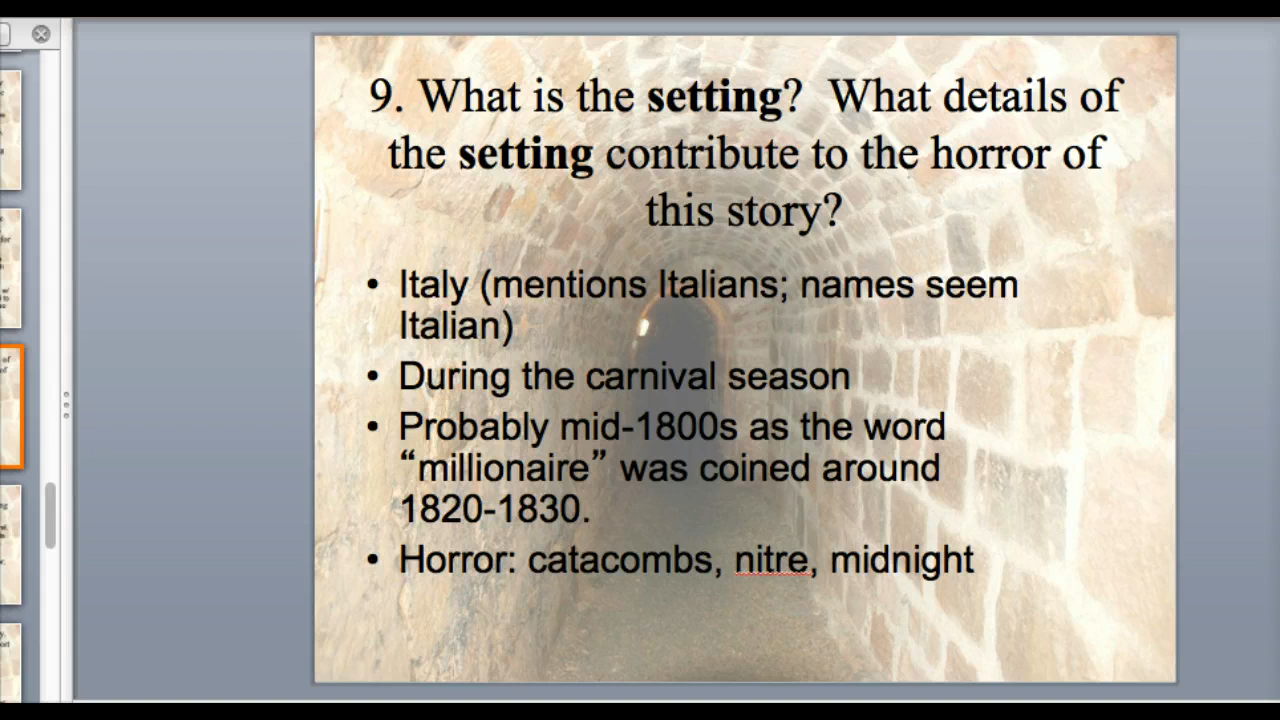 9. What is the setting?  What details of
the setting contribute to the horror of
this story?
• Italy (mentions Italians; names seem
Italian)
• During the carnival season
• Probably mid-1800s as the word
“millionaire” was coined around
1820-1830.
• Horror: catacombs, nitre, midnight